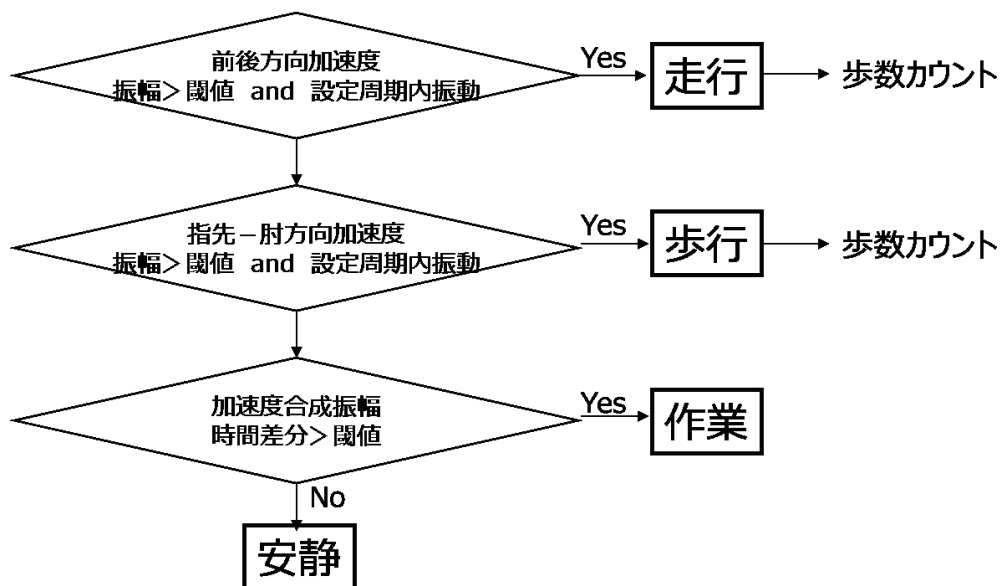 前後方向加速度
振幅＞閾値 and 設定周期内振動
Yes
走行
歩数カウント
指先－肘方向加速度
振幅＞閾値 and 設定周期内振動
Yes
歩行
歩数カウント
加速度合成振幅
時間差分＞閾値
Yes
作業
No
安静